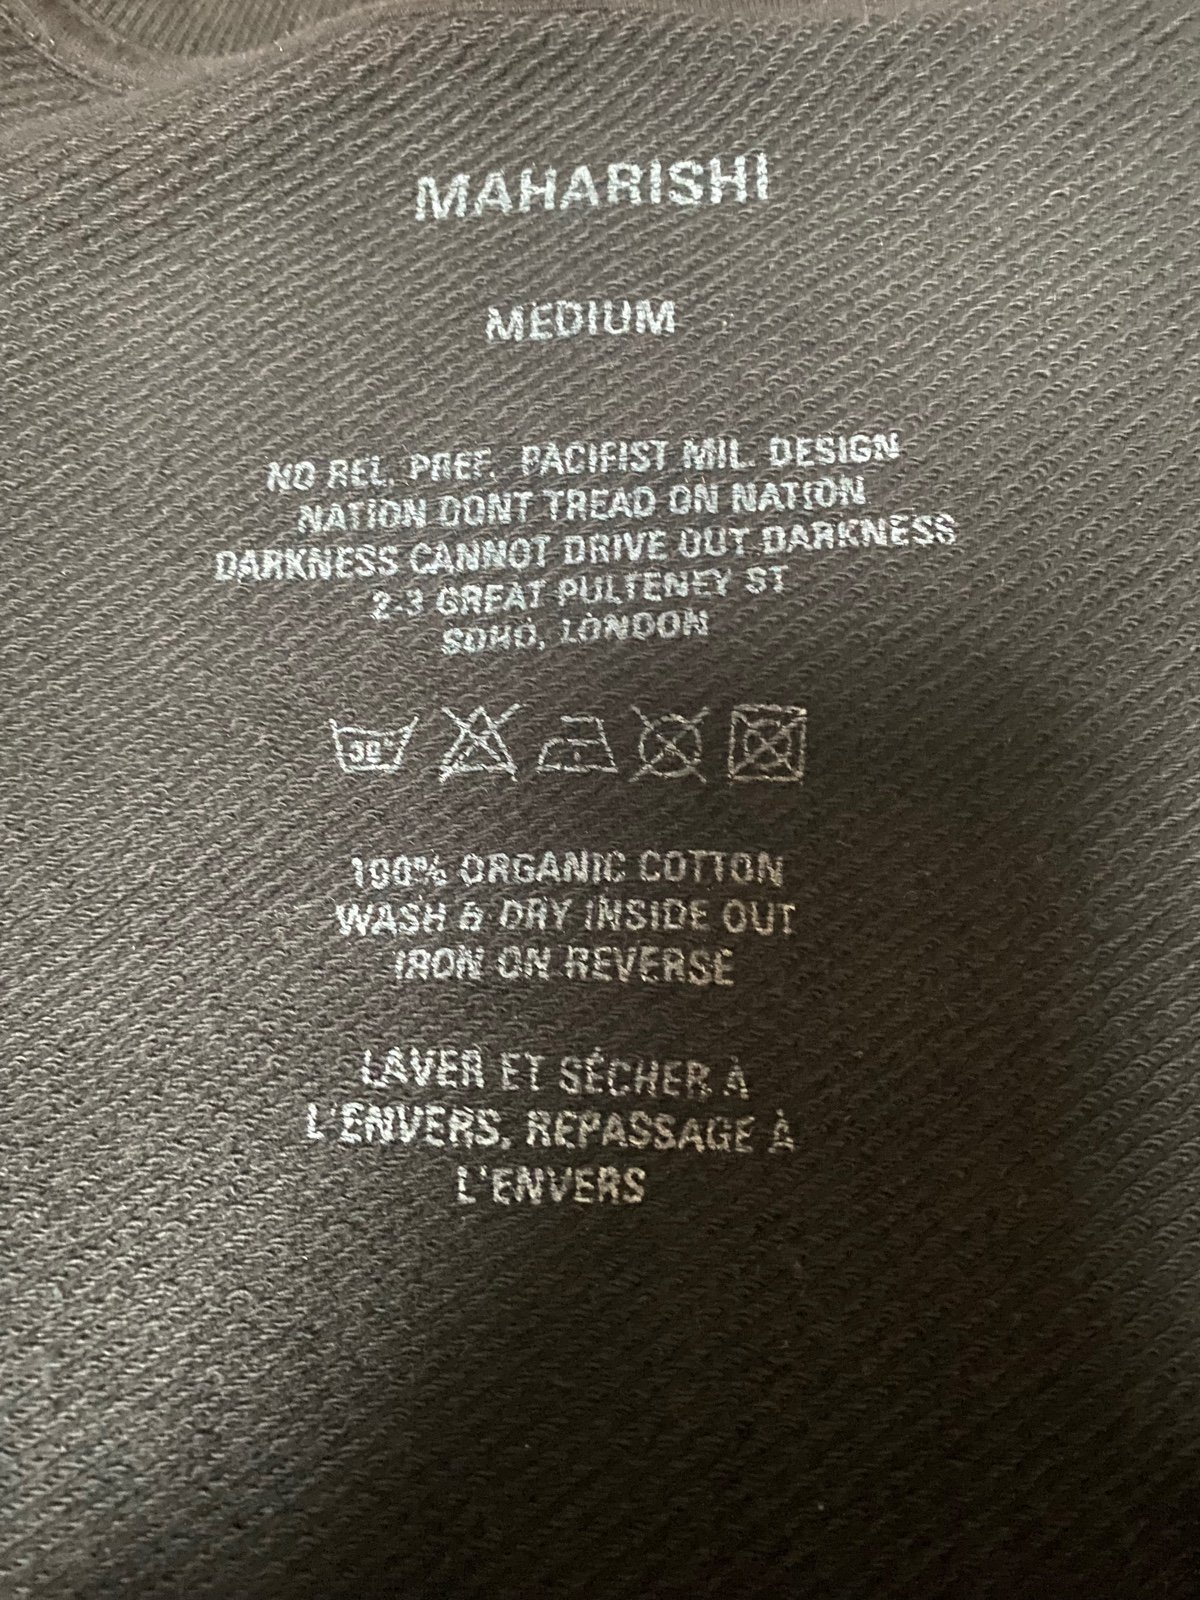 MAHARISHI
MEDIUM
NO REL. PREF. PACIFIST MIL. DESIGN
NATION DONT TREAD ON NATION
DARKNESS CANNOT DRIVE OUT DARKNESS
2-3 GREAT PULTENEY ST
SOHO, LONDON
30°
100% ORGANIC COTTON
WASH & DRY INSIDE OUT
IRON ON REVERSE
LAVER ET SÉCHER À
L'ENVERS, REPASSAGE À
L'ENVERS